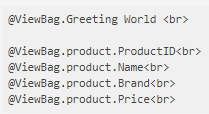 @ViewBag.Greeting World <br>
@ViewBag.product.ProductID<br>
@ViewBag.product.Name<br>
@ViewBag.product.Brand<br>
@ViewBag.product.Price<br>